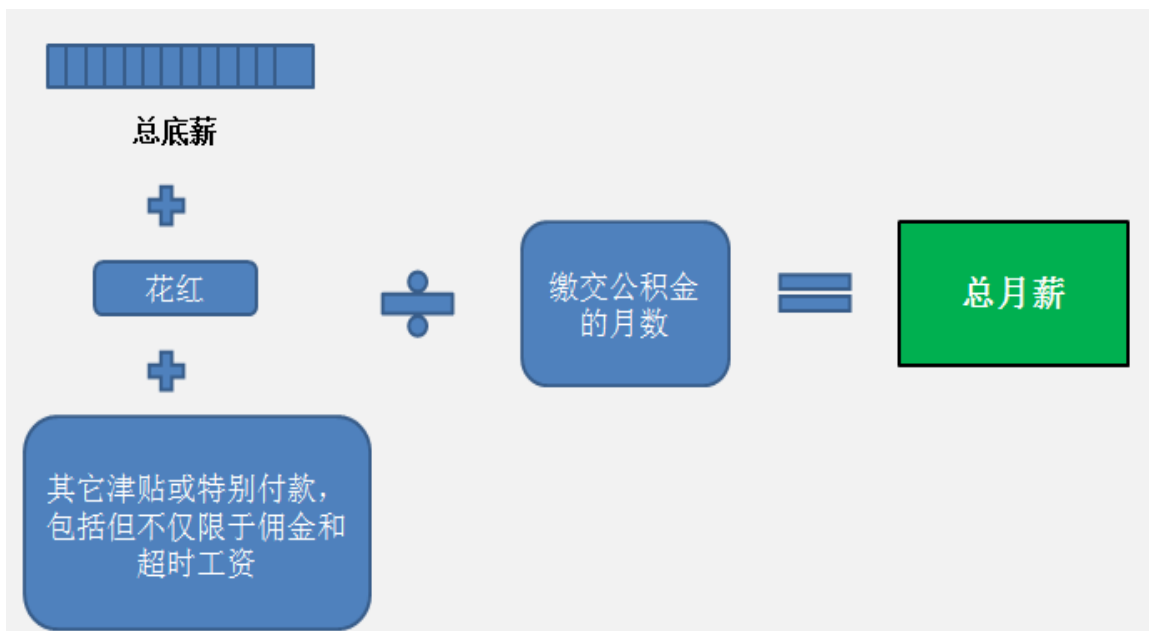 总底薪
花红
其它津贴或特别付款，
包括但不仅限于佣金和
超时工资
缴交公积金
的月数
总月薪